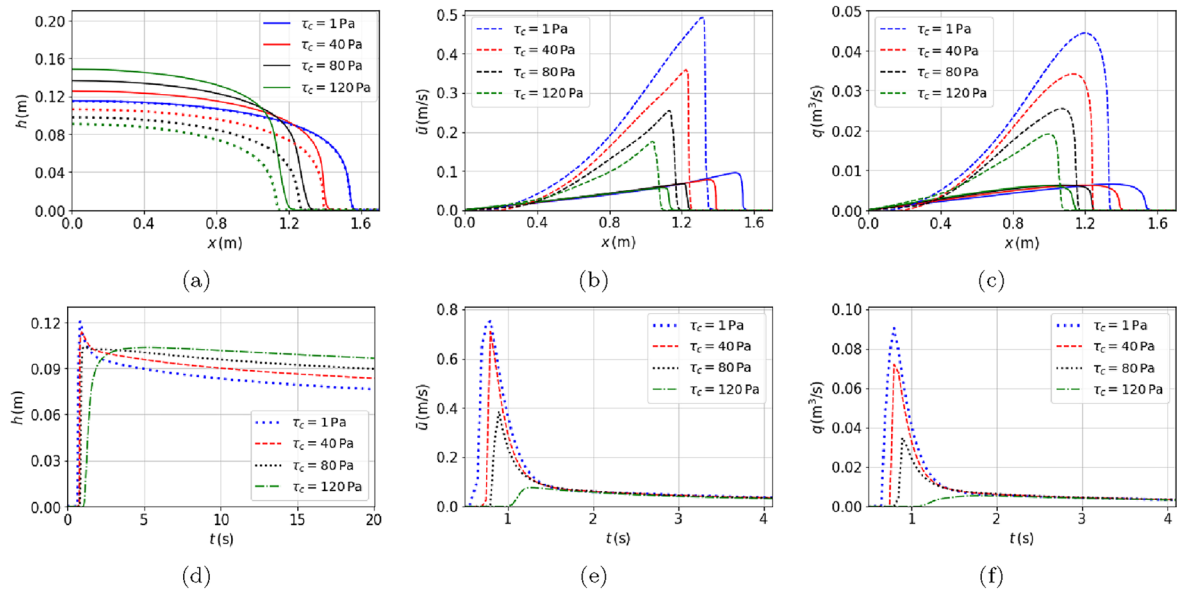 0.20
0.16
0.12
0.08
0.04
0.00
h (m)
τc = 1 Pa
τc = 40 Pa
τc = 80 Pa
τc = 120 Pa
0.0 0.4 0.8 1.2 1.6
x (m)
(a)
0.5
0.4
0.3
0.2
0.1
0.0
ū (m/s)
τc = 1 Pa
τc = 40 Pa
τc = 80 Pa
τc = 120 Pa
0.0 0.4 0.8 1.2 1.6
x (m)
(b)
0.05
0.04
0.03
0.02
0.01
0.00
q (m³/s)
τc = 1 Pa
τc = 40 Pa
τc = 80 Pa
τc = 120 Pa
0.0 0.4 0.8 1.2 1.6
x (m)
(c)
0.12
0.09
0.06
0.03
0.00
h (m)
τc = 1 Pa
τc = 40 Pa
τc = 80 Pa
τc = 120 Pa
0 5 10 15 20
t (s)
(d)
0.8
0.6
0.4
0.2
0.0
ū (m/s)
τc = 1 Pa
τc = 40 Pa
τc = 80 Pa
τc = 120 Pa
1 2 3 4
t (s)
(e)
0.10
0.08
0.06
0.04
0.02
0.00
q (m³/s)
τc = 1 Pa
τc = 40 Pa
τc = 80 Pa
τc = 120 Pa
1 2 3 4
t (s)
(f)